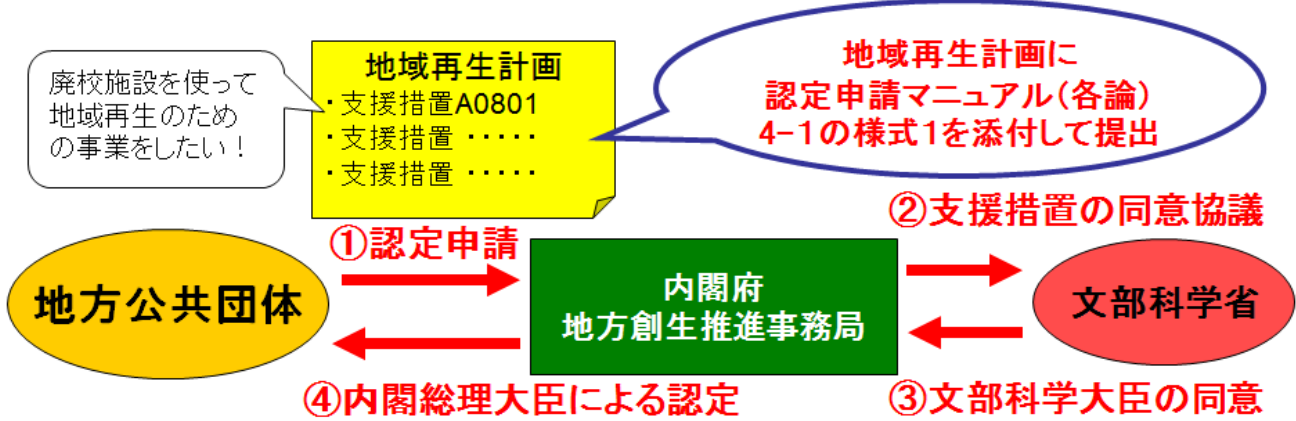 廃校施設を使って
地域再生のため
の事業をしたい！
地域再生計画
・支援措置A0801
・支援措置 ・・・・・
・支援措置 ・・・・・
地域再生計画に
認定申請マニュアル（各論）
4-1の様式1を添付して提出
②支援措置の同意協議
①認定申請
地方公共団体
内閣府
地方創生推進事務局
文部科学省
④内閣総理大臣による認定
③文部科学大臣の同意